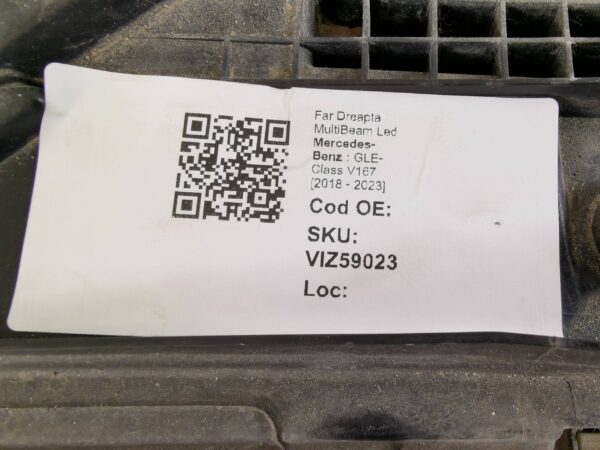 Far Dreapta
MultiBeam Led
Mercedes-
Benz : GLE-
Class V167
[2018 - 2023]
Cod OE:
SKU:
VIZ59023
Loc: